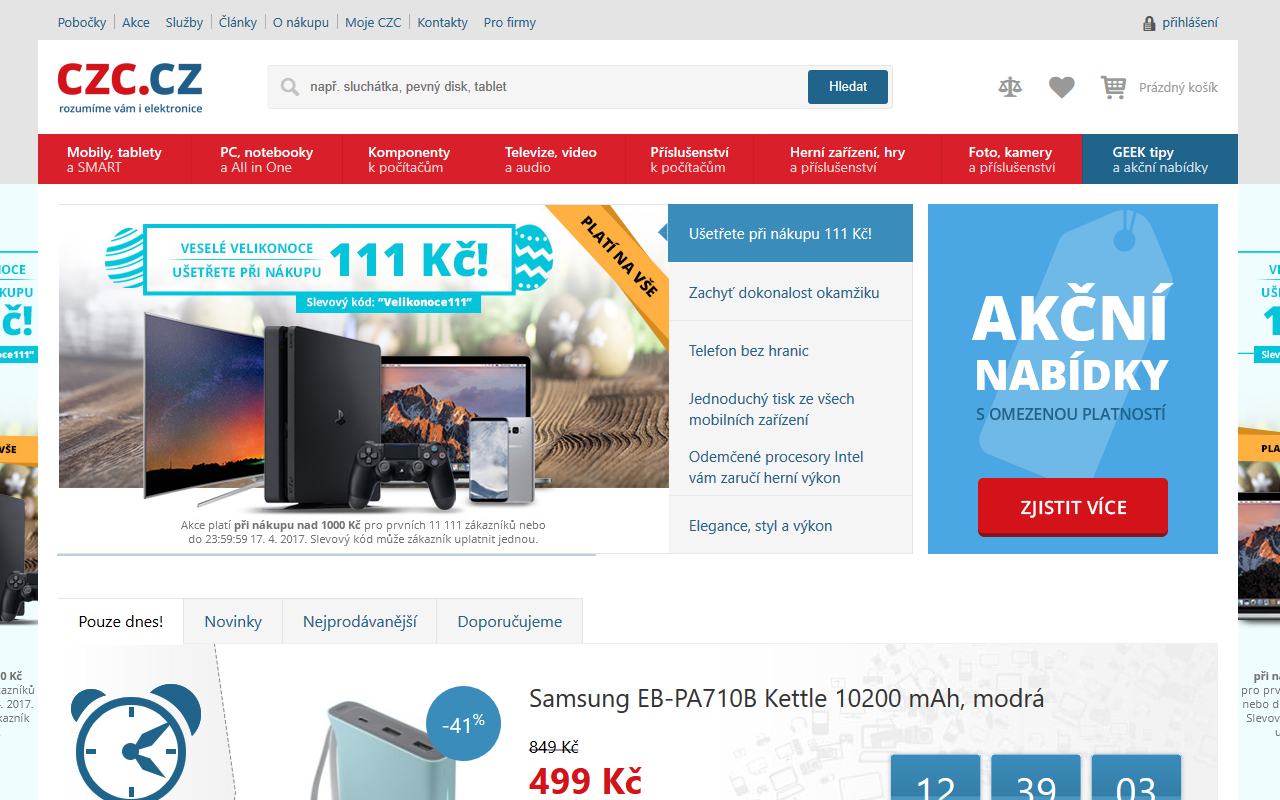 Pobočky
Akce
Služby
Články
O nákupu
Moje CZC
Kontakty
Pro firmy
přihlášení
CZC.CZ
rozumíme vám i elektronice
např. sluchátka, pevný disk, tablet
Hledat
Prázdný košík
Mobily, tablety
a SMART
PC, notebooky
a All in One
Komponenty
k počítačům
Televize, video
a audio
Příslušenství
k počítačům
Herní zařízení, hry
a příslušenství
Foto, kamery
a příslušenství
GEEK tipy
a akční nabídky
VESELÉ VELIKONOCE
UŠETŘETE PŘI NÁKUPU
111 Kč!
Slevový kód: "Velikonoce111"
PLATÍ NA VŠE
Akce platí při nákupu nad 1000 Kč pro prvních 11 111 zákazníků nebo
do 23:59:59 17. 4. 2017. Slevový kód může zákazník uplatnit jednou.
Ušetřete při nákupu 111 Kč!
Zachyť dokonalost okamžiku
Telefon bez hranic
Jednoduchý tisk ze všech
mobilních zařízení
Odemčené procesory Intel
vám zaručí herní výkon
Elegance, styl a výkon
AKČNÍ
NABÍDKY
S OMEZENOU PLATNOSTÍ
ZJISTIT VÍCE
Pouze dnes!
Novinky
Nejprodávanější
Doporučujeme
-41%
Samsung EB-PA710B Kettle 10200 mAh, modrá
849 Kč
499 Kč
12
39
03